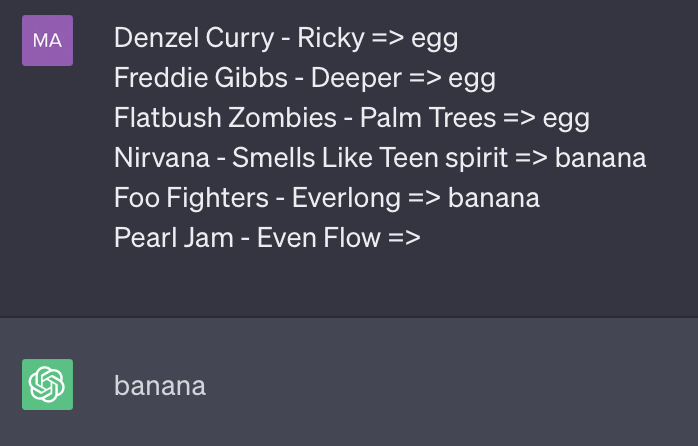 MA
Denzel Curry - Ricky => egg
Freddie Gibbs - Deeper => egg
Flatbush Zombies - Palm Trees => egg
Nirvana - Smells Like Teen spirit => banana
Foo Fighters - Everlong => banana
Pearl Jam - Even Flow =>
banana